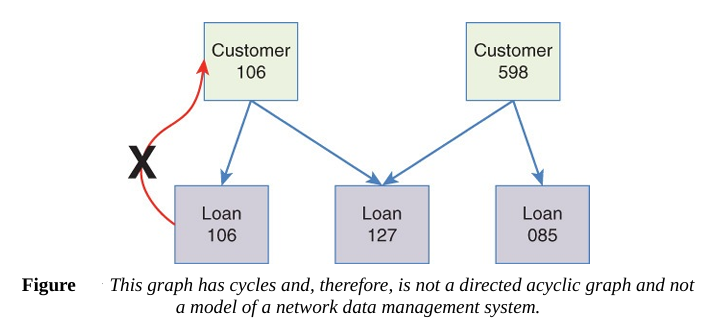 Customer
106
Customer
598
X
Loan
106
Loan
127
Loan
085
Figure This graph has cycles and, therefore, is not a directed acyclic graph and not
a model of a network data management system.